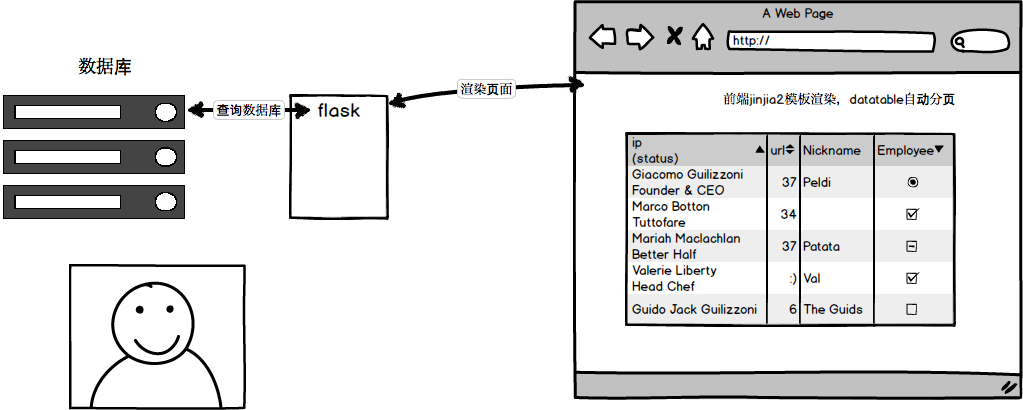 A Web Page
http://
数据库
查询数据库
flask
渲染页面
前端jinjia2模板渲染，datatable自动分页
ip
(status)
url
Nickname
Employee
Giacomo Guilizzoni
Founder & CEO
37
Peldi
Marco Botton
Tuttofare
34
Mariah Maclachlan
Better Half
37
Patata
Valerie Liberty
Head Chef
:)
Val
Guido Jack Guilizzoni
6
The Guids